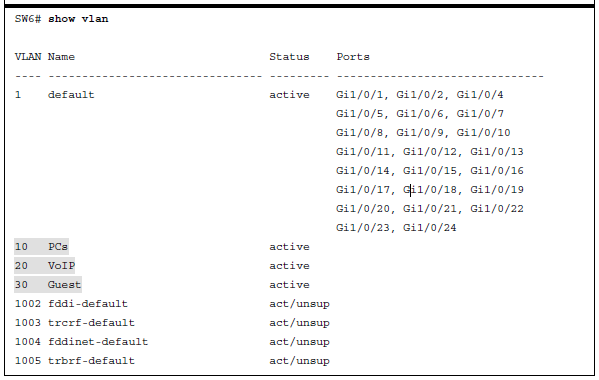 SW6# show vlan
VLAN Name Status Ports
---- -------------------------------- --------- -------------------------------
1 default active Gi1/0/1, Gi1/0/2, Gi1/0/4
Gi1/0/5, Gi1/0/6, Gi1/0/7
Gi1/0/8, Gi1/0/9, Gi1/0/10
Gi1/0/11, Gi1/0/12, Gi1/0/13
Gi1/0/14, Gi1/0/15, Gi1/0/16
Gi1/0/17, Gi1/0/18, Gi1/0/19
Gi1/0/20, Gi1/0/21, Gi1/0/22
Gi1/0/23, Gi1/0/24
10 PCs active
20 VoIP active
30 Guest active
1002 fddi-default act/unsup
1003 trcrf-default act/unsup
1004 fddinet-default act/unsup
1005 trbrf-default act/unsup